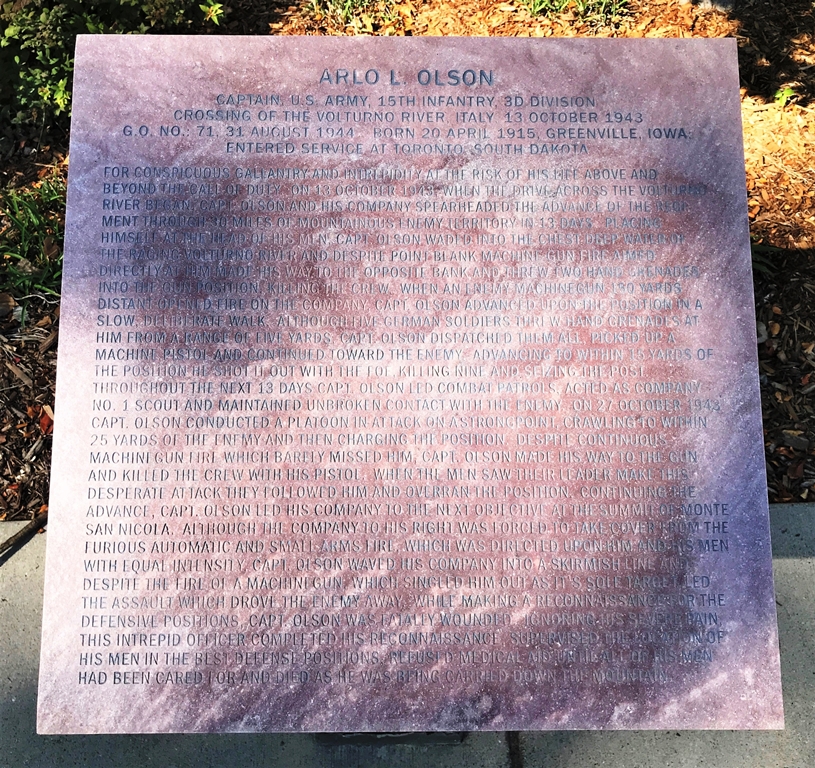 ARLO L. OLSON
CAPTAIN, U.S. ARMY, 15TH INFANTRY, 3D DIVISION
CROSSING OF THE VOLTURNO RIVER, ITALY 13 OCTOBER 1943
G.O. NO.: 71, 31 AUGUST 1944 BORN 20 APRIL 1915, GREENVILLE, IOWA;
ENTERED SERVICE AT TORONTO, SOUTH DAKOTA
FOR CONSPICUOUS GALLANTRY AND INTREPIDITY AT THE RISK OF HIS LIFE ABOVE AND
BEYOND THE CALL OF DUTY. ON 13 OCTOBER 1943, WHEN THE DRIVE ACROSS THE VOLTURNO
RIVER BEGAN, CAPT. OLSON AND HIS COMPANY SPEARHEADED THE ADVANCE OF THE REGI-
MENT THROUGH 30 MILES OF MOUNTAINOUS ENEMY TERRITORY IN 13 DAYS. PLACING
HIMSELF AT THE HEAD OF HIS MEN, CAPT. OLSON WADED INTO THE CHEST-DEEP WATER OF
THE RAGING VOLTURNO RIVER AND DESPITE POINT BLANK MACHINE GUN FIRE AIMED
DIRECTLY AT HIM MADE HIS WAY TO THE OPPOSITE BANK AND THREW TWO HAND GRENADES
INTO THE GUN POSITION, KILLING THE CREW. WHEN AN ENEMY MACHINEGUN 150 YARDS
DISTANT OPENED FIRE ON THE COMPANY, CAPT. OLSON ADVANCED UPON THE POSITION IN A
SLOW, DELIBERATE WALK. ALTHOUGH FIVE GERMAN SOLDIERS THREW HAND GRENADES AT
HIM FROM A RANGE OF FIVE YARDS, CAPT. OLSON DISPATCHED THEM ALL, PICKED UP A
MACHINE PISTOL AND CONTINUED TOWARD THE ENEMY. ADVANCING TO WITHIN 15 YARDS OF
THE POSITION HE SHOT IT OUT WITH THE FOE, KILLING NINE AND SEIZING THE POST.
THROUGHOUT THE NEXT 13 DAYS CAPT. OLSON LED COMBAT PATROLS, ACTED AS COMPANY
NO. 1 SCOUT AND MAINTAINED UNBROKEN CONTACT WITH THE ENEMY. ON 27 OCTOBER 1943,
CAPT. OLSON CONDUCTED A PLATOON IN ATTACK ON A STRONGPOINT, CRAWLING TO WITHIN
25 YARDS OF THE ENEMY AND THEN CHARGING THE POSITION. DESPITE CONTINUOUS
MACHINEGUN FIRE WHICH BARELY MISSED HIM, CAPT. OLSON MADE HIS WAY TO THE GUN
AND KILLED THE CREW WITH HIS PISTOL. WHEN THE MEN SAW THEIR LEADER MAKE THIS
DESPERATE ATTACK THEY FOLLOWED HIM AND OVERRAN THE POSITION. CONTINUING THE
ADVANCE, CAPT. OLSON LED HIS COMPANY TO THE NEXT OBJECTIVE AT THE SUMMIT OF MONTE
SAN NICOLA. ALTHOUGH THE COMPANY TO HIS RIGHT WAS FORCED TO TAKE COVER FROM THE
FURIOUS AUTOMATIC AND SMALL ARMS FIRE, WHICH WAS DIRECTED UPON HIM AND HIS MEN
WITH EQUAL INTENSITY, CAPT. OLSON WAVED HIS COMPANY INTO A SKIRMISH LINE AND
DESPITE THE FIRE OF A MACHINEGUN WHICH SINGLED HIM OUT AS IT'S SOLE TARGET LED
THE ASSAULT WHICH DROVE THE ENEMY AWAY. WHILE MAKING A RECONNAISSANCE FOR THE
DEFENSIVE POSITIONS, CAPT. OLSON WAS FATALLY WOUNDED. IGNORING HIS SEVERE PAIN,
THIS INTREPID OFFICER COMPLETED HIS RECONNAISSANCE, SUPERVISED THE LOCATION OF
HIS MEN IN THE BEST DEFENSE POSITIONS, REFUSED MEDICAL AID UNTIL ALL OF HIS MEN
HAD BEEN CARED FOR AND DIED AS HE WAS BEING CARRIED DOWN THE MOUNTAIN.